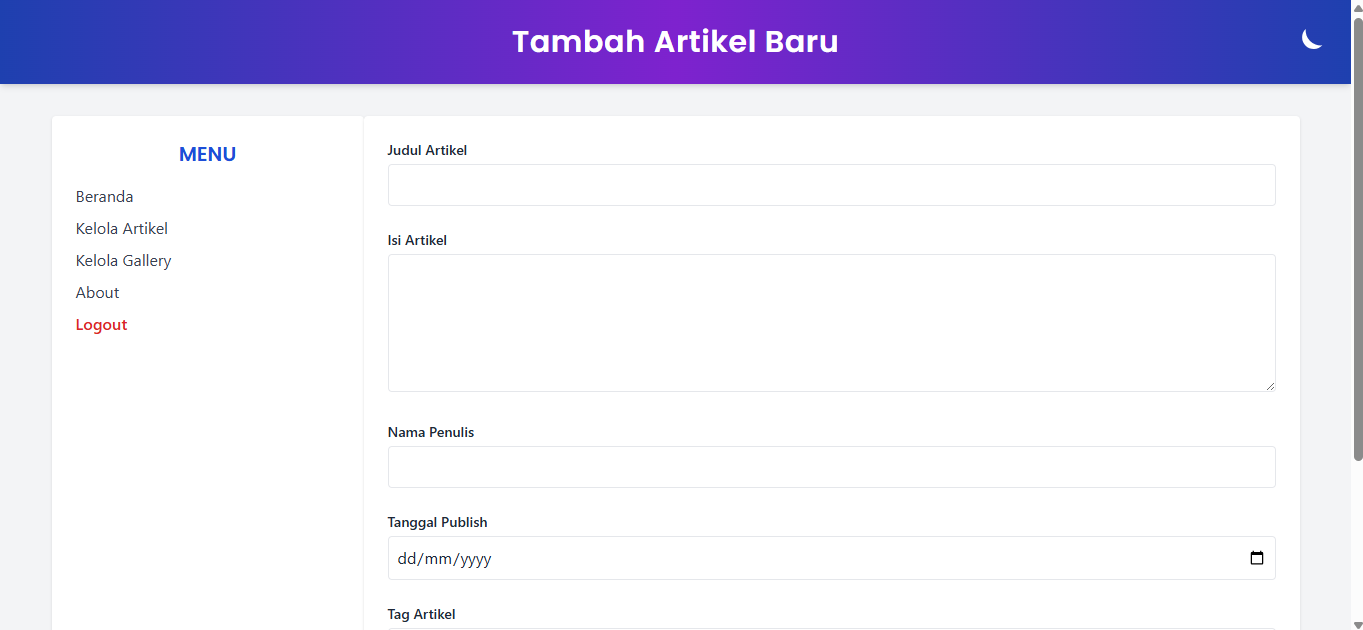 Tambah Artikel Baru
MENU
Beranda
Kelola Artikel
Kelola Gallery
About
Logout
Judul Artikel
Isi Artikel
Nama Penulis
Tanggal Publish
dd/mm/yyyy
Tag Artikel